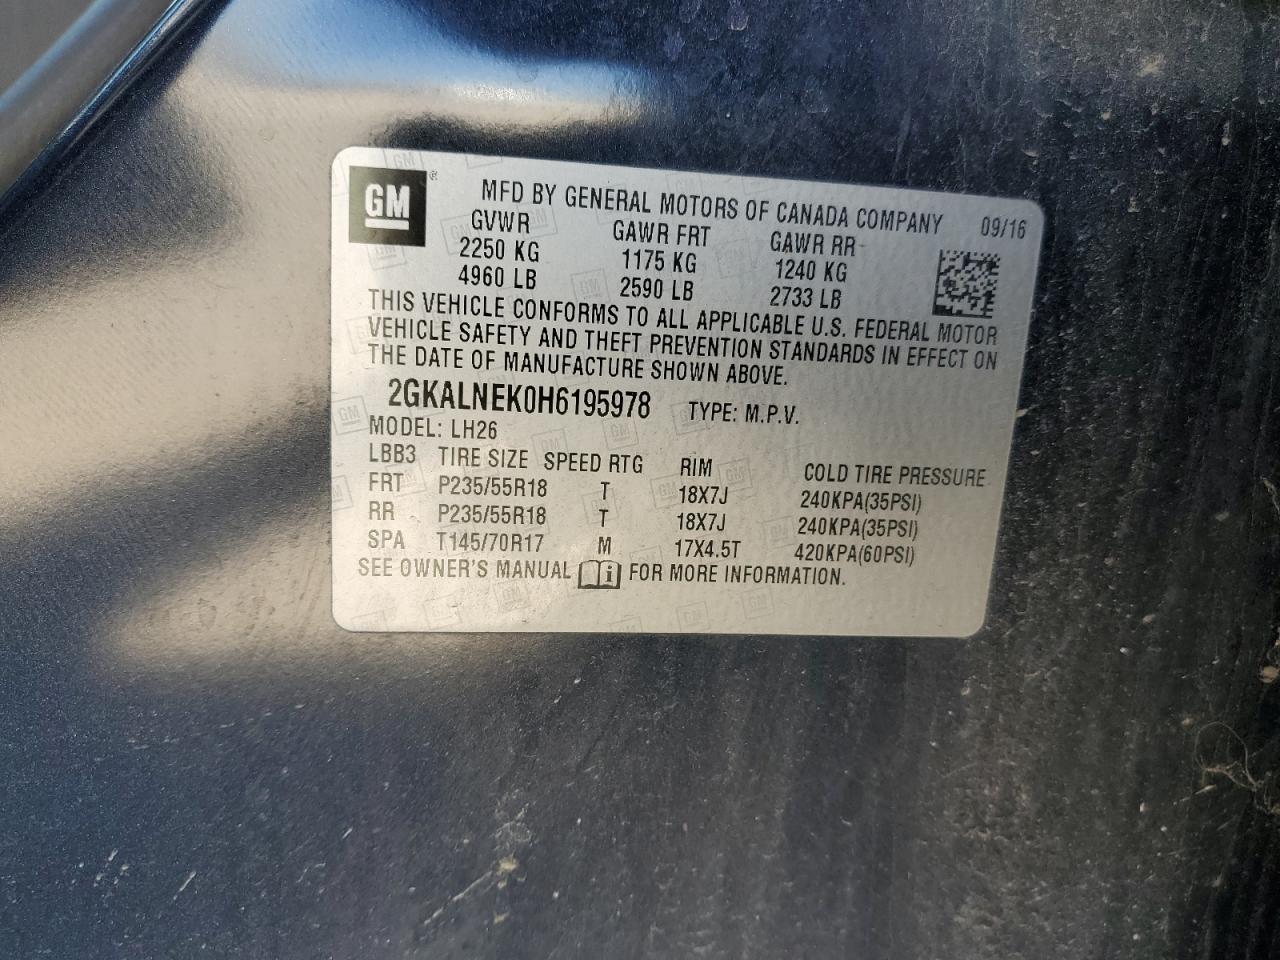 GM®
MFD BY GENERAL MOTORS OF CANADA COMPANY 09/16
GVWR GAWR FRT GAWR RR
2250 KG 1175 KG 1240 KG
4960 LB 2590 LB 2733 LB
THIS VEHICLE CONFORMS TO ALL APPLICABLE U.S. FEDERAL MOTOR
VEHICLE SAFETY AND THEFT PREVENTION STANDARDS IN EFFECT ON
THE DATE OF MANUFACTURE SHOWN ABOVE.
2GKALNEK0H6195978 TYPE: M.P.V.
MODEL: LH26
LBB3 TIRE SIZE SPEED RTG RIM COLD TIRE PRESSURE
FRT P235/55R18 T 18X7J 240KPA(35PSI)
RR P235/55R18 T 18X7J 240KPA(35PSI)
SPA T145/70R17 M 17X4.5T 420KPA(60PSI)
SEE OWNER'S MANUAL i FOR MORE INFORMATION.